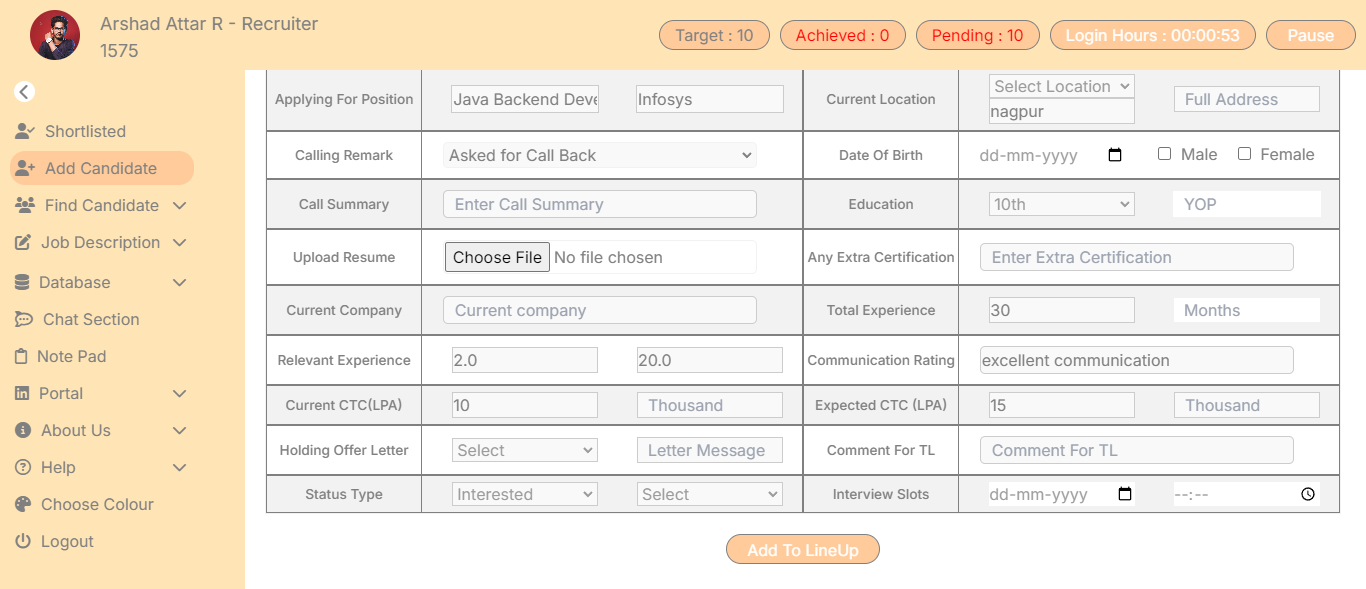 Arshad Attar R - Recruiter
1575
Target : 10
Achieved : 0
Pending : 10
Login Hours : 00:00:53
Pause
Shortlisted
Add Candidate
Find Candidate
Job Description
Database
Chat Section
Note Pad
Portal
About Us
Help
Choose Colour
Logout
Applying For Position
Java Backend Deve
Infosys
Current Location
Select Location
nagpur
Full Address
Calling Remark
Asked for Call Back
Date Of Birth
dd-mm-yyyy
Male
Female
Call Summary
Enter Call Summary
Education
10th
YOP
Upload Resume
Choose File No file chosen
Any Extra Certification
Enter Extra Certification
Current Company
Current company
Total Experience
30
Months
Relevant Experience
2.0
20.0
Communication Rating
excellent communication
Current CTC(LPA)
10
Thousand
Expected CTC (LPA)
15
Thousand
Holding Offer Letter
Select
Letter Message
Comment For TL
Comment For TL
Status Type
Interested
Select
Interview Slots
dd-mm-yyyy
--:--
Add To LineUp